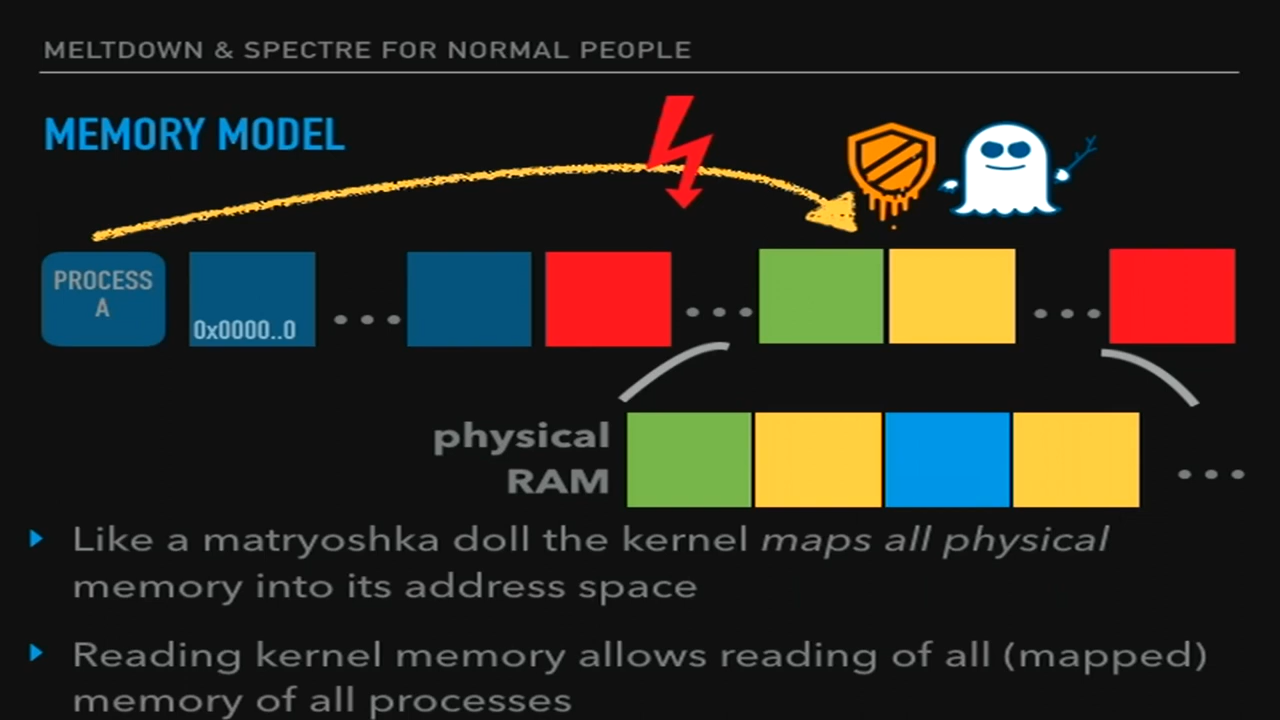 MELTDOWN & SPECTRE FOR NORMAL PEOPLE
MEMORY MODEL
PROCESS
A
0x0000..0
physical
RAM
Like a matryoshka doll the kernel maps all physical
memory into its address space
Reading kernel memory allows reading of all (mapped)
memory of all processes